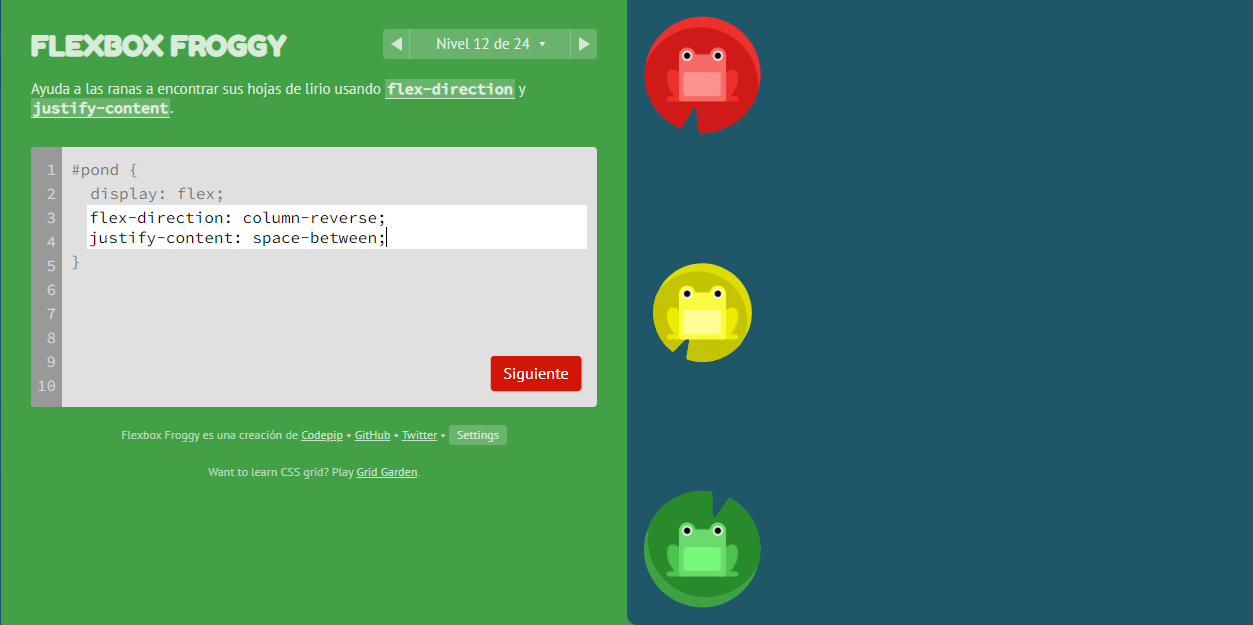 FLEXBOX FROGGY
Nivel 12 de 24
Ayuda a las ranas a encontrar sus hojas de lirio usando flex-direction y
justify-content.
1 #pond {
2 display: flex;
3 flex-direction: column-reverse;
4 justify-content: space-between;
5 }
6
7
8
9
10
Siguiente
Flexbox Froggy es una creación de Codepip • GitHub • Twitter • Settings
Want to learn CSS grid? Play Grid Garden.